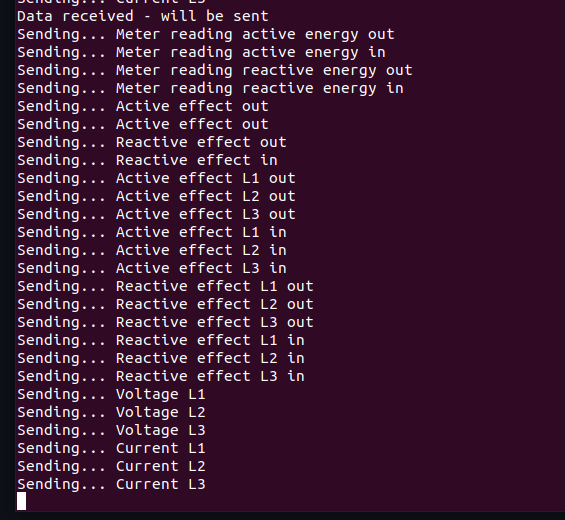 Sending... Current L3
Data received - will be sent
Sending... Meter reading active energy out
Sending... Meter reading active energy in
Sending... Meter reading reactive energy out
Sending... Meter reading reactive energy in
Sending... Active effect out
Sending... Active effect out
Sending... Reactive effect out
Sending... Reactive effect in
Sending... Active effect L1 out
Sending... Active effect L2 out
Sending... Active effect L3 out
Sending... Active effect L1 in
Sending... Active effect L2 in
Sending... Active effect L3 in
Sending... Reactive effect L1 out
Sending... Reactive effect L2 out
Sending... Reactive effect L3 out
Sending... Reactive effect L1 in
Sending... Reactive effect L2 in
Sending... Reactive effect L3 in
Sending... Voltage L1
Sending... Voltage L2
Sending... Voltage L3
Sending... Current L1
Sending... Current L2
Sending... Current L3